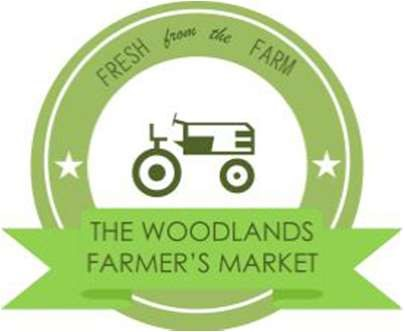 FRESH from the FARM
THE WOODLANDS
FARMER'S MARKET